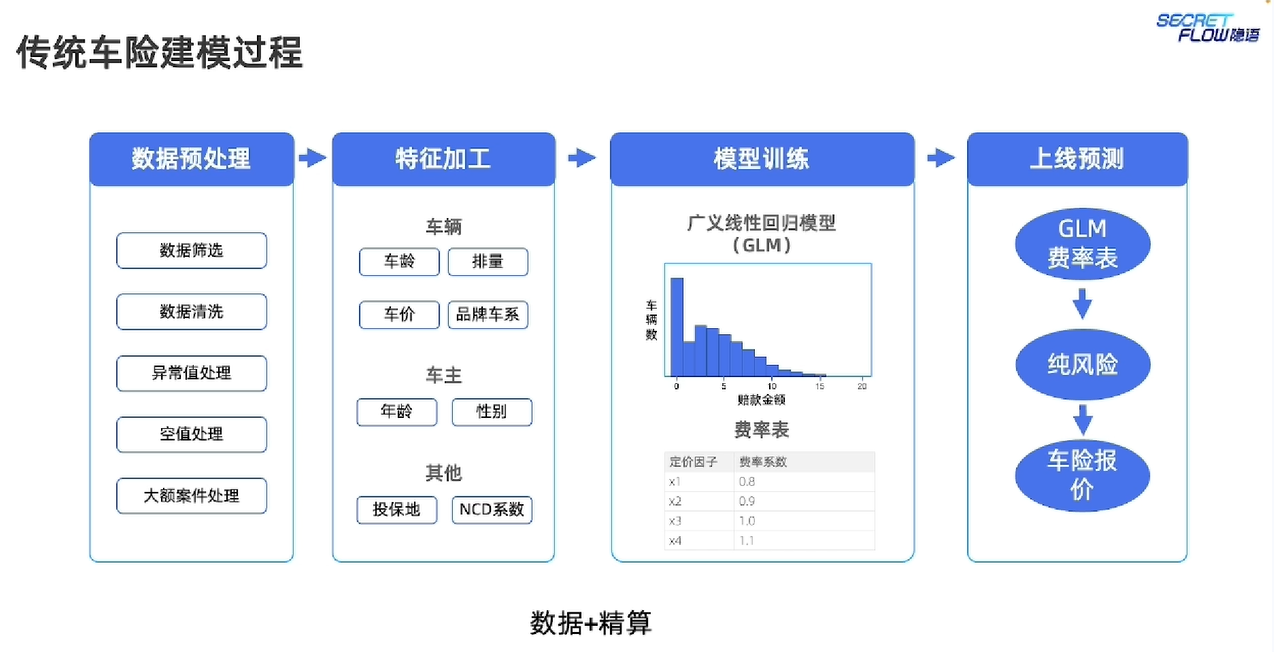 传统车险建模过程
SECRET
FLOW隐语
数据预处理
数据筛选
数据清洗
异常值处理
空值处理
大额案件处理
特征加工
车辆
车龄 排量
车价 品牌车系
车主
年龄 性别
其他
投保地 NCD系数
模型训练
广义线性回归模型
（GLM）
车辆数
0 5 10 15 20
赔款金额
费率表
定价因子 费率系数
x1 0.8
x2 0.9
x3 1.0
x4 1.1
上线预测
GLM
费率表
纯风险
车险报
价
数据+精算